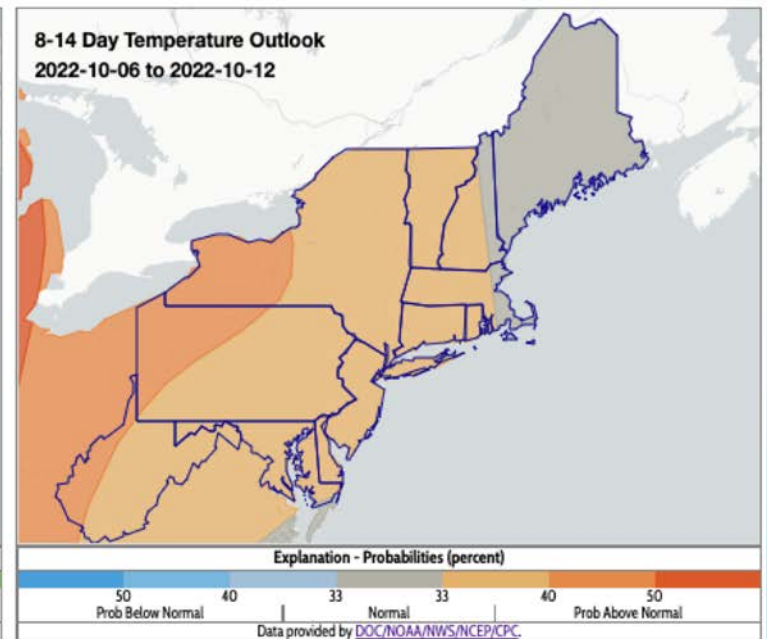 8-14 Day Temperature Outlook
2022-10-06 to 2022-10-12
Explanation - Probabilities (percent)
50 40 33 33 40 50
Prob Below Normal | Normal | Prob Above Normal
Data provided by DOC/NOAA/NWS/NCEP/CPC.